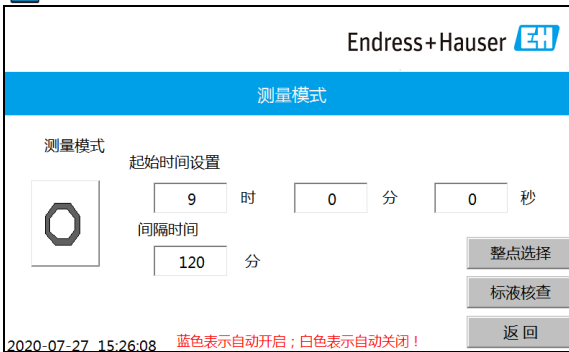 Endress+Hauser EH
测量模式
测量模式
起始时间设置
9 时 0 分 0 秒
间隔时间
120 分
整点选择
标液核查
返回
2020-07-27 15:26:08 蓝色表示自动开启；白色表示自动关闭！